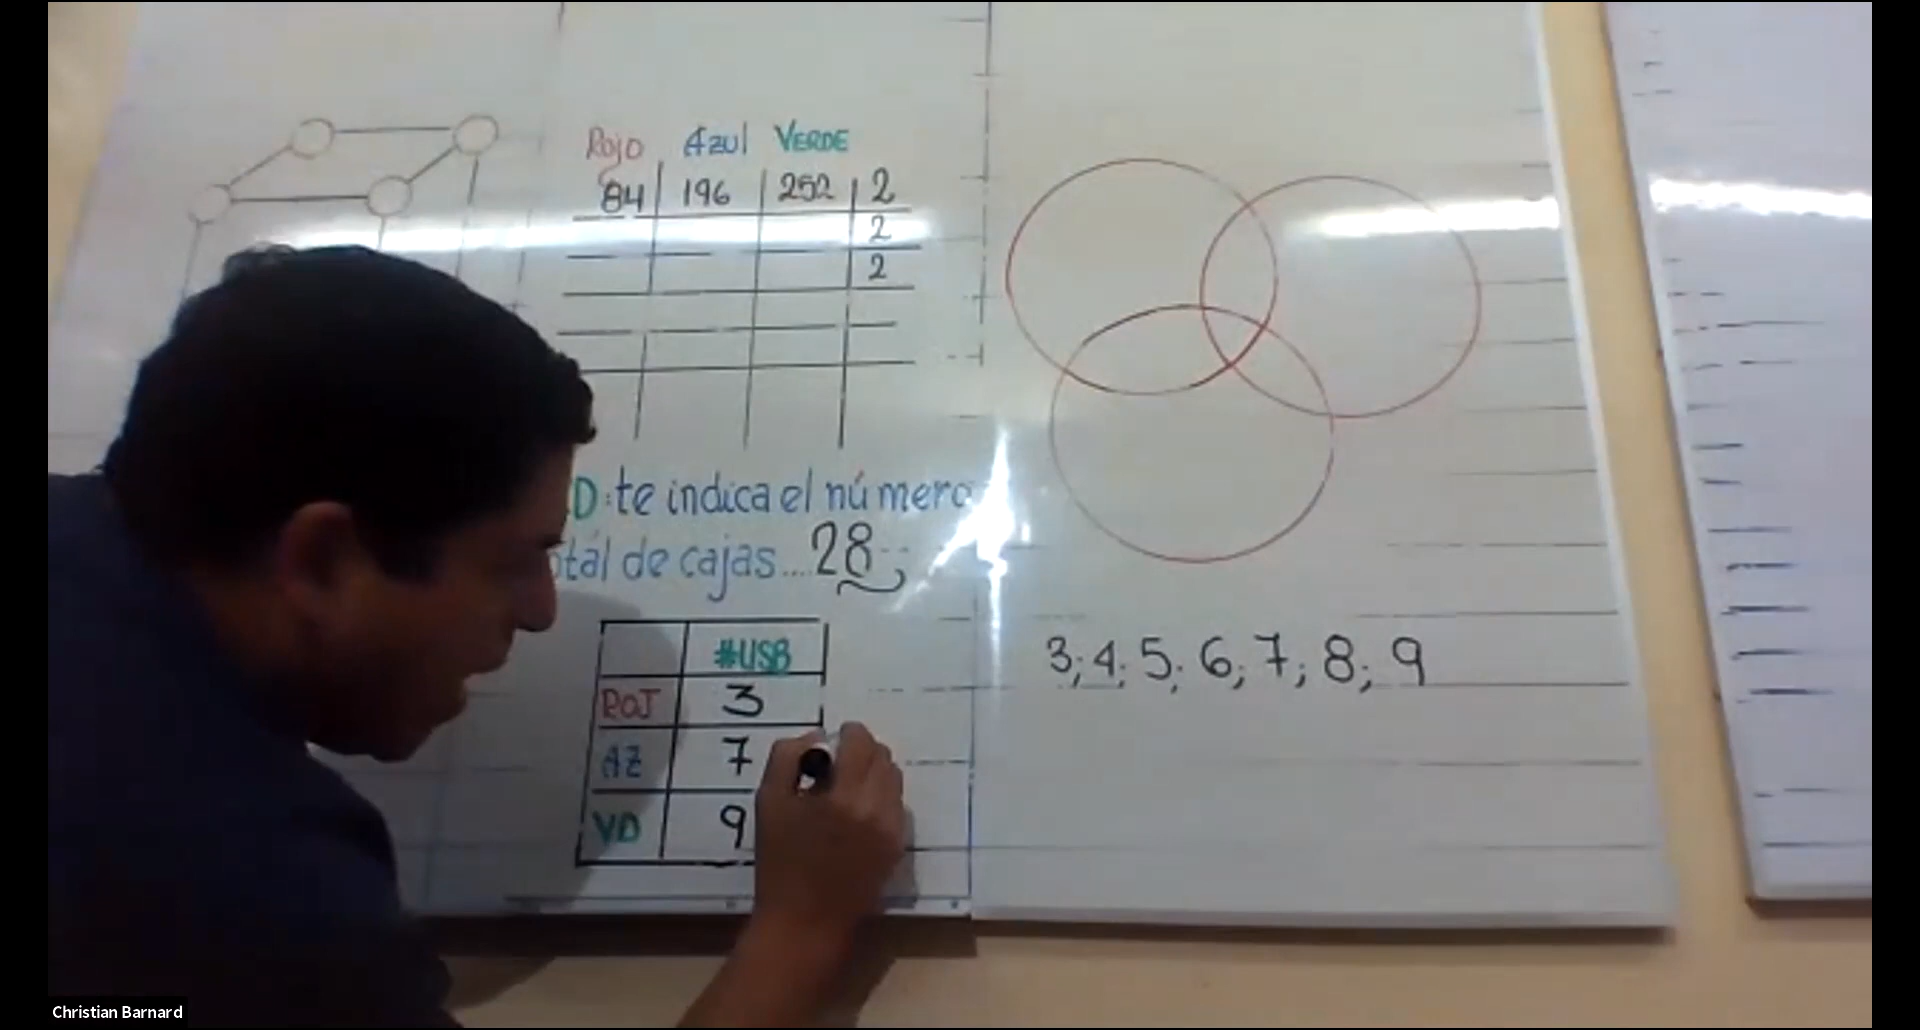 Rojo Azul VERDE
84 196 252 2
2
2
D: te indica el número
tal de cajas....28
#USB
ROJ 3
AZ 7
VD 9
3; 4; 5; 6; 7; 8; 9
Christian Barnard